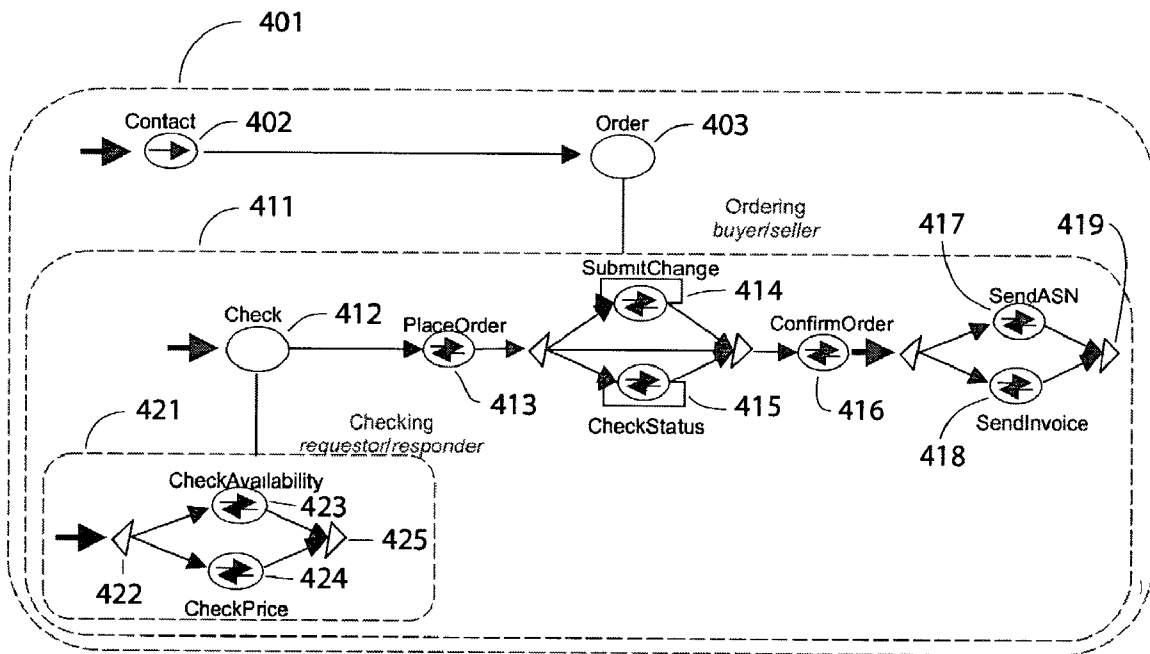 401
Contact
402
Order
403
411
Ordering
buyer/seller
417
419
SubmitChange
414
SendASN
Check
412
PlaceOrder
ConfirmOrder
413
415
416
421
Checking
requestor/responder
CheckStatus
418
SendInvoice
CheckAvailability
423
425
422
424
CheckPrice